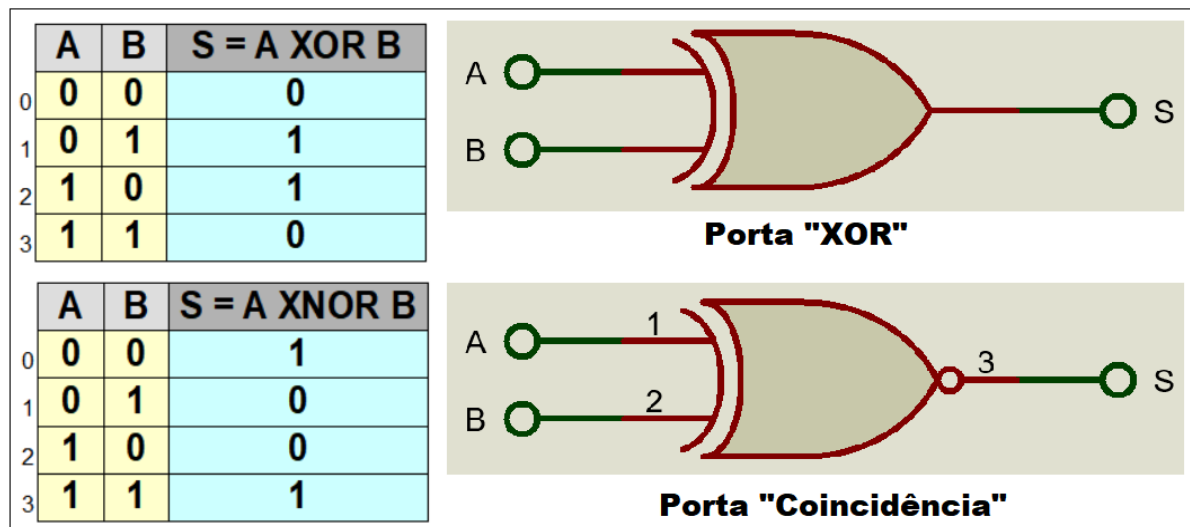 A B S = A XOR B
0 0 0 0
1 0 1 1
2 1 0 1
3 1 1 0
A
B
S
Porta "XOR"
A B S = A XNOR B
0 0 0 1
1 0 1 0
2 1 0 0
3 1 1 1
A 1
B 2
3 S
Porta "Coincidência"